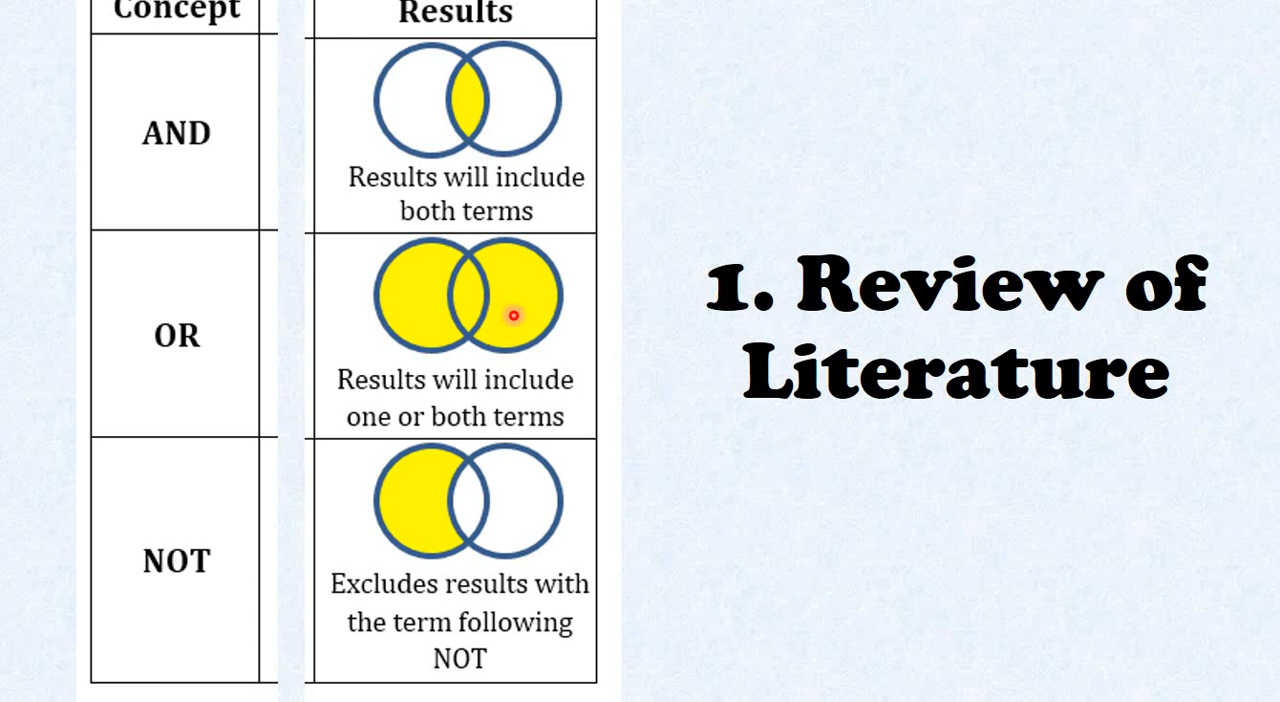 Concept
Results
AND
Results will include
both terms
OR
Results will include
one or both terms
NOT
Excludes results with
the term following
NOT
1. Review of
Literature